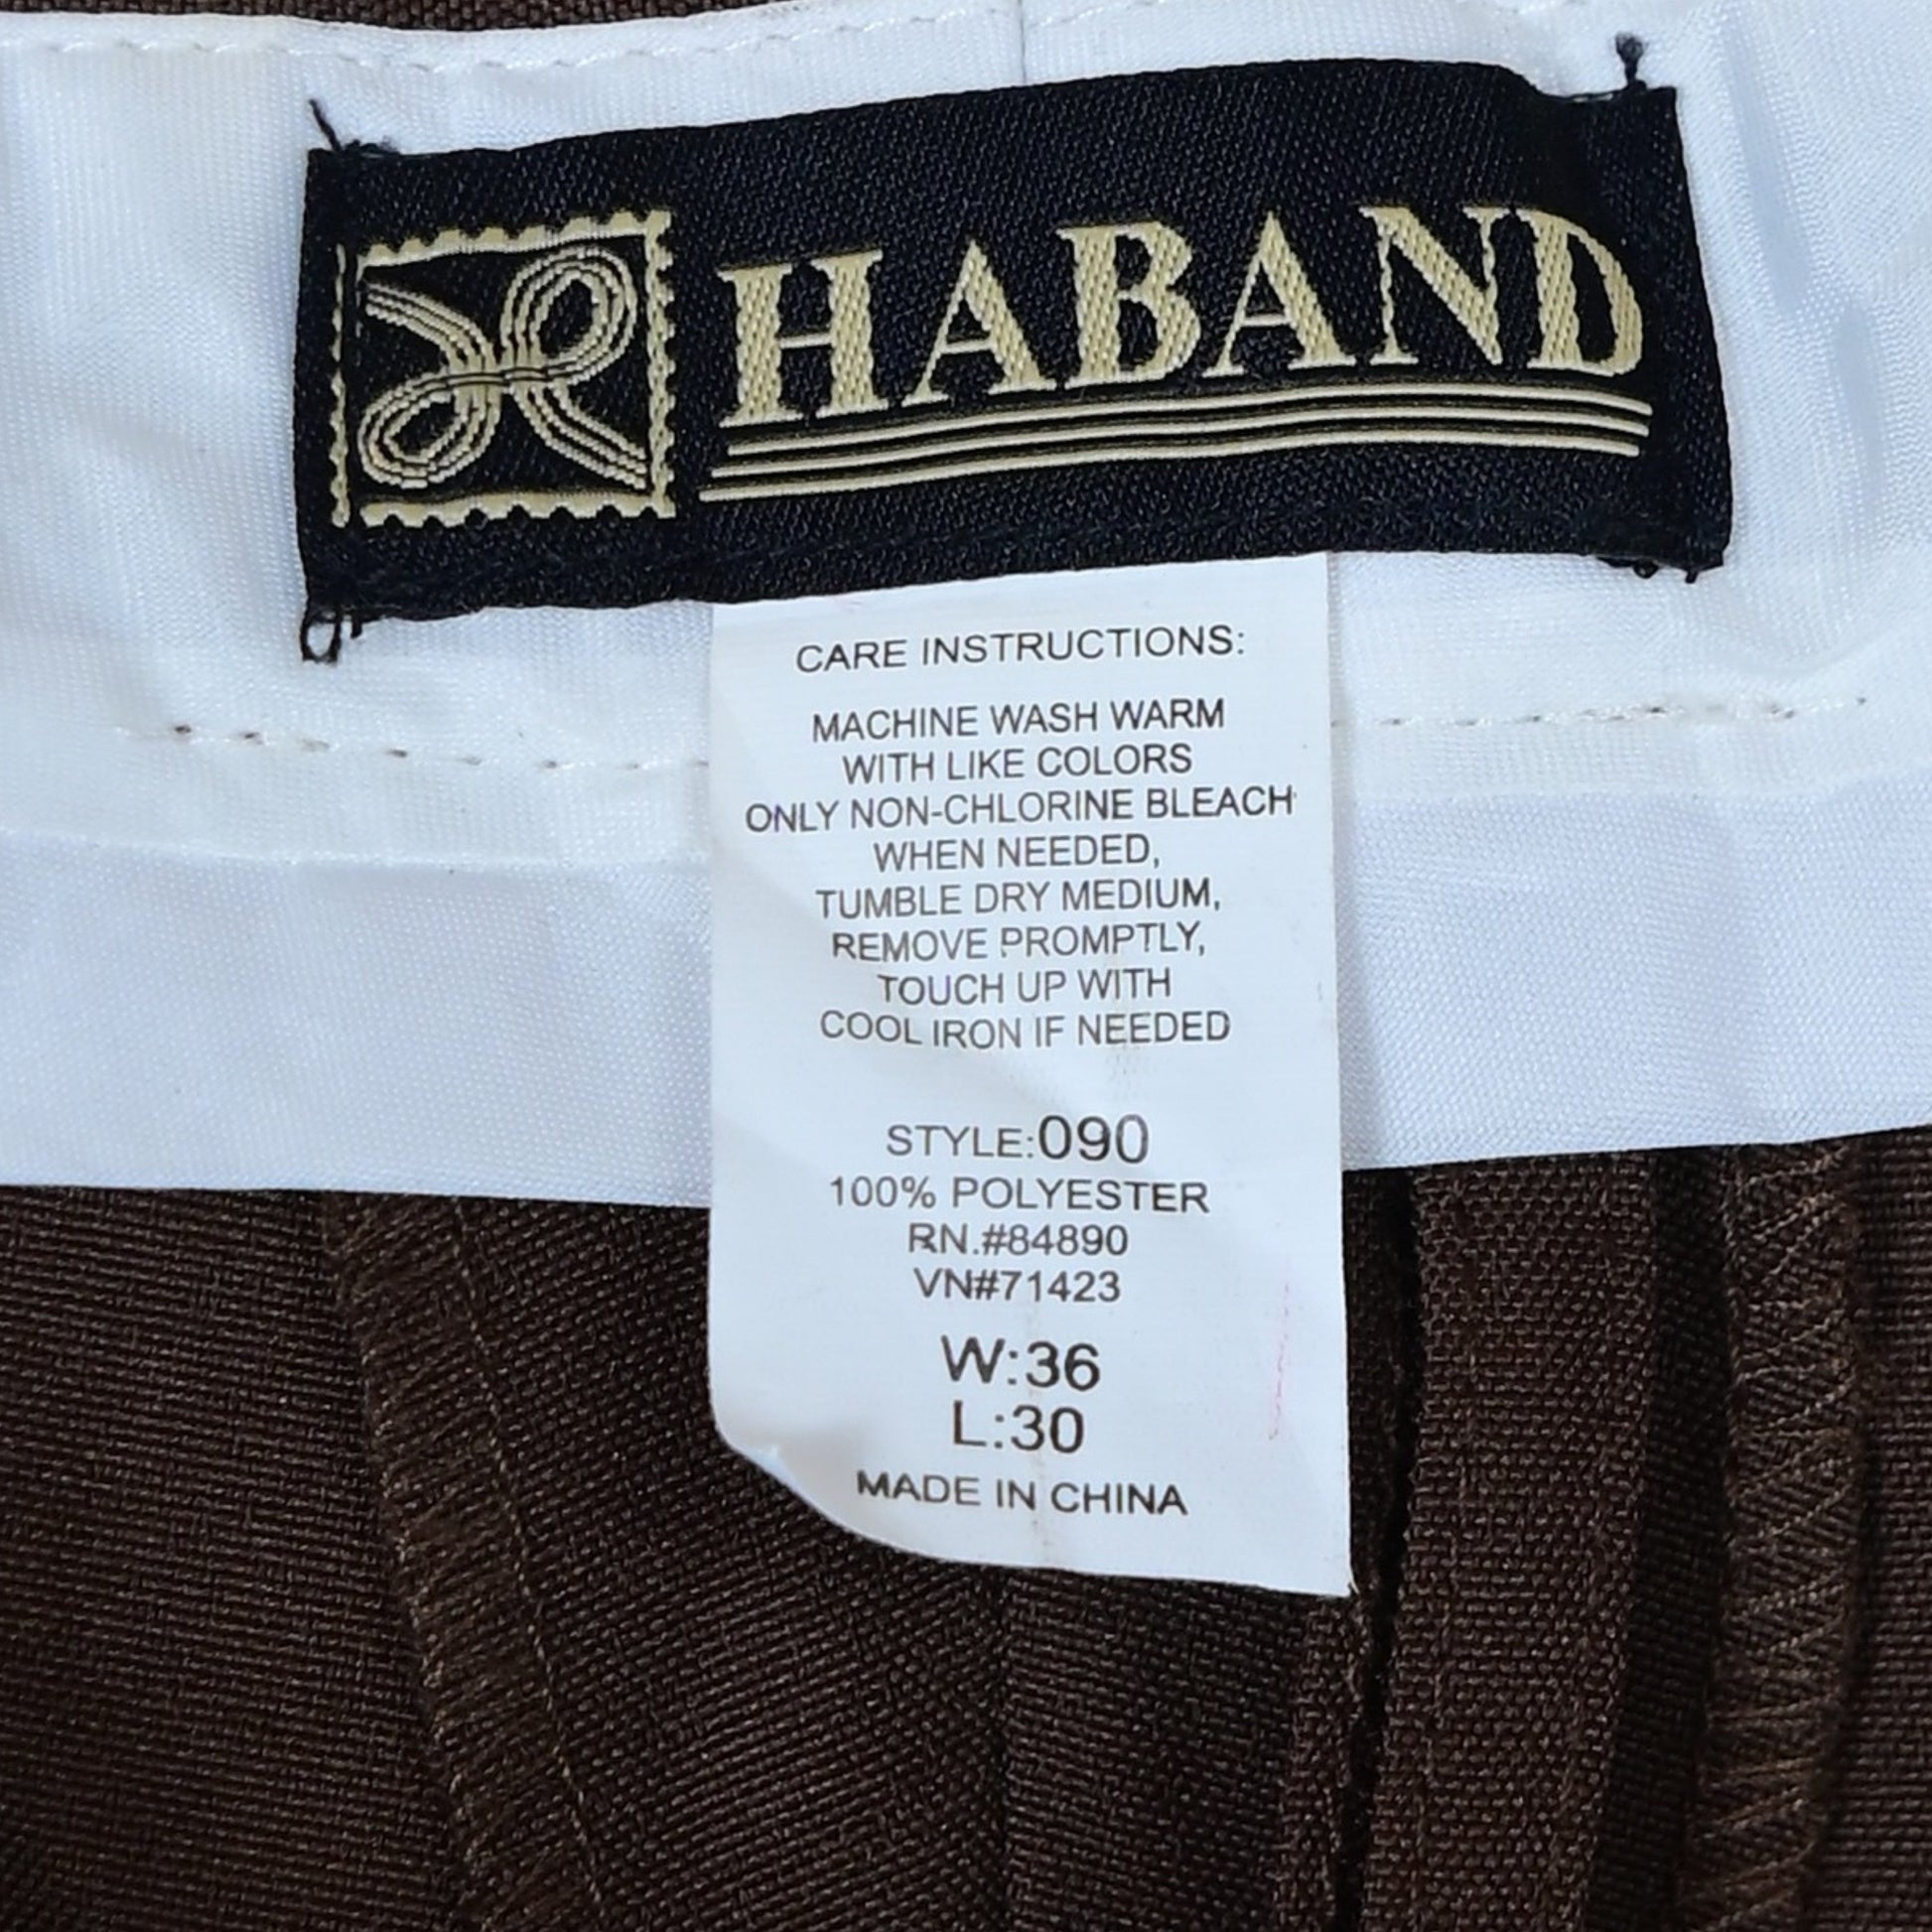 HABAND
CARE INSTRUCTIONS:
MACHINE WASH WARM
WITH LIKE COLORS
ONLY NON-CHLORINE BLEACH
WHEN NEEDED,
TUMBLE DRY MEDIUM,
REMOVE PROMPTLY,
TOUCH UP WITH
COOL IRON IF NEEDED
STYLE:090
100% POLYESTER
RN.#84890
VN#71423
W:36
L:30
MADE IN CHINA